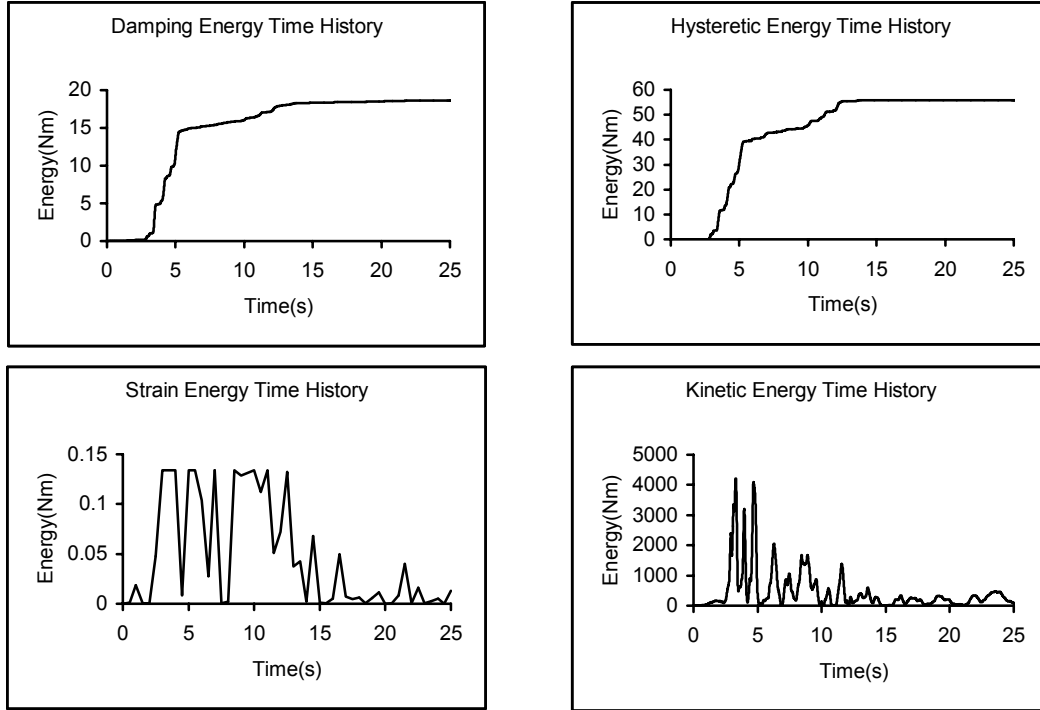 Damping Energy Time History
20
15
10
5
0
Energy(Nm)
0 5 10 15 20 25
Time(s)
Hysteretic Energy Time History
60
50
40
30
20
10
0
Energy(Nm)
0 5 10 15 20 25
Time(s)
Strain Energy Time History
0.15
0.1
0.05
0
Energy(Nm)
0 5 10 15 20 25
Time(s)
Kinetic Energy Time History
5000
4000
3000
2000
1000
0
Energy(Nm)
0 5 10 15 20 25
Time(s)